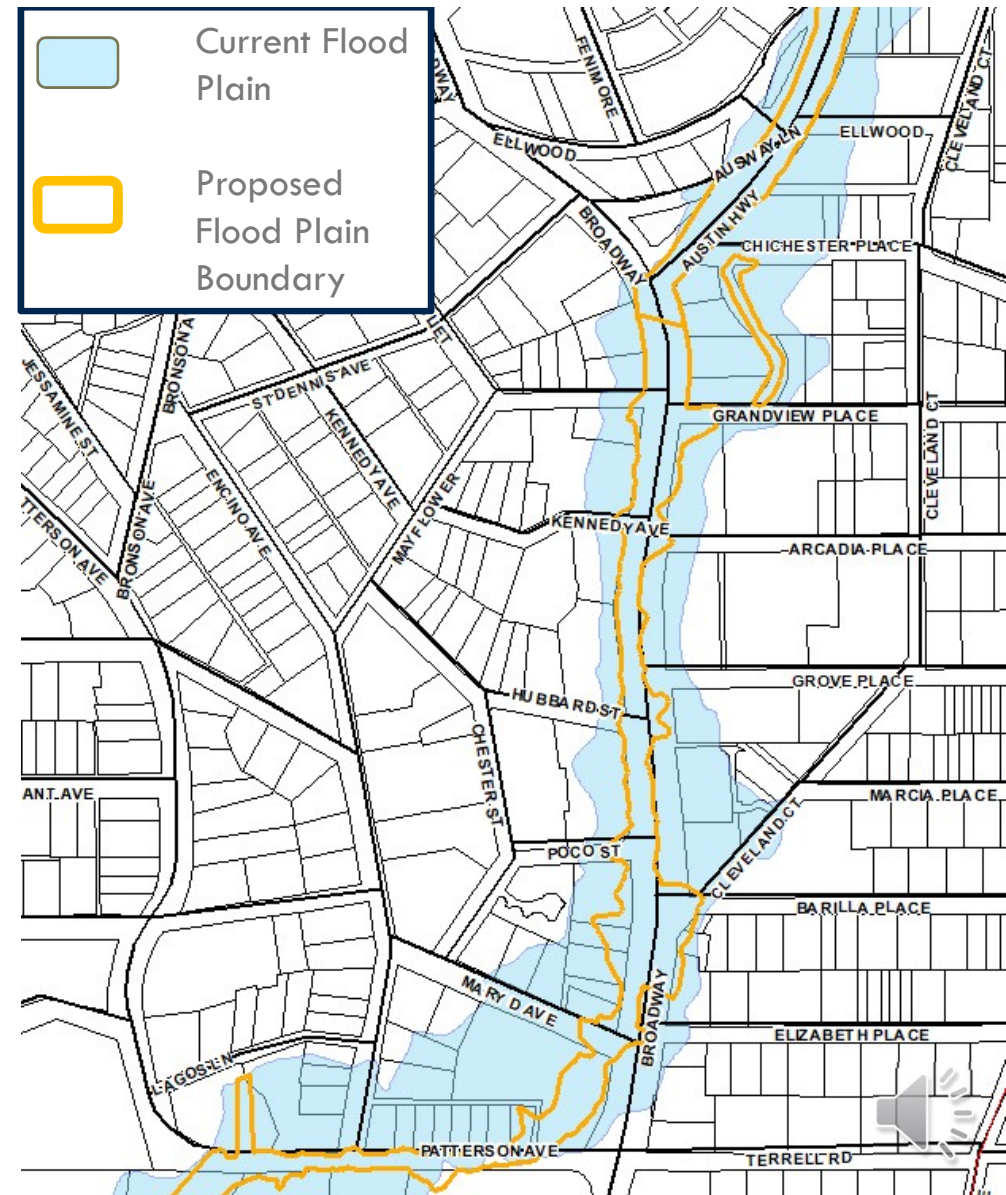 Current Flood
Plain
Proposed
Flood Plain
Boundary
FENIMORE
CLEVELAND CT
ELLWOOD
ELLWOOD
AUSWAY LN
BROADWAY
AUSTIN HWY
CHICHESTER PLACE
JESSAMINE ST
ST DENNIS AVE
KENNEDY AVE
GRANDVIEW PLACE
CLEVELAND CT
ENCINO AVE
MAYFLOWER
KENNEDY AVE
BRONSON AVE
ARCADIA PLACE
HUBBARD ST
GROVE PLACE
CHESTER ST
MARCIA PLACE
POCO ST
CLEVELAND CT
BARILLA PLACE
MARY D AVE
BROADWAY
ELIZABETH PLACE
LAGOS LN
PATTERSON AVE
TERRELL RD